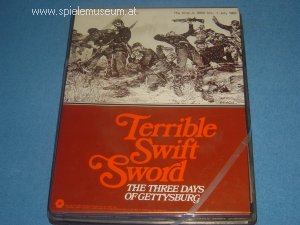 www.spielemuseum.at
Terrible
Swift
Sword
THE THREE DAYS
OF GETTYSBURG